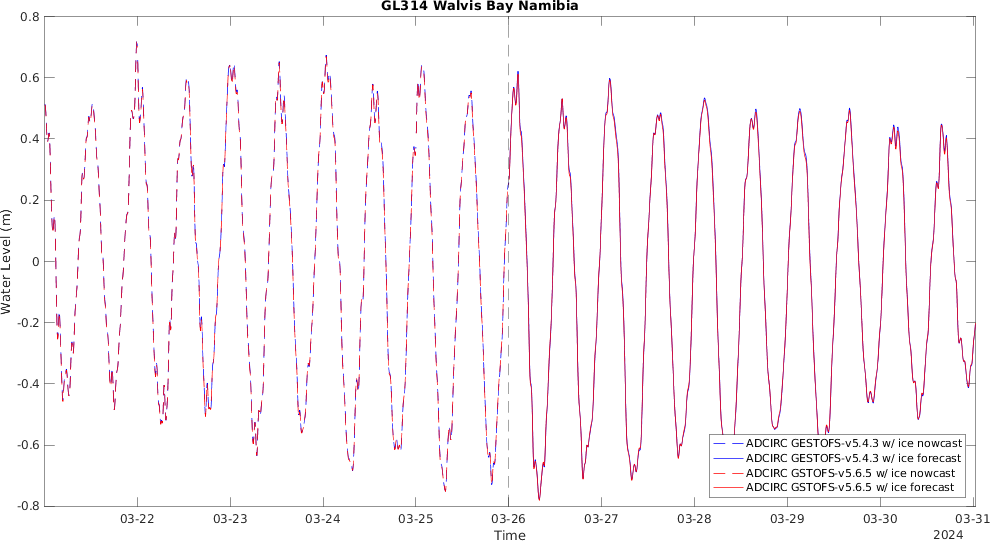 GL314 Walvis Bay Namibia
0.8
0.6
0.4
0.2
0
-0.2
-0.4
-0.6
-0.8
Water Level (m)
ADCIRC GESTOFS-v5.4.3 w/ ice nowcast
ADCIRC GESTOFS-v5.4.3 w/ ice forecast
ADCIRC GSTOFS-v5.6.5 w/ ice nowcast
ADCIRC GSTOFS-v5.6.5 w/ ice forecast
03-22 03-23 03-24 03-25 03-26 03-27 03-28 03-29 03-30 03-31
Time
2024